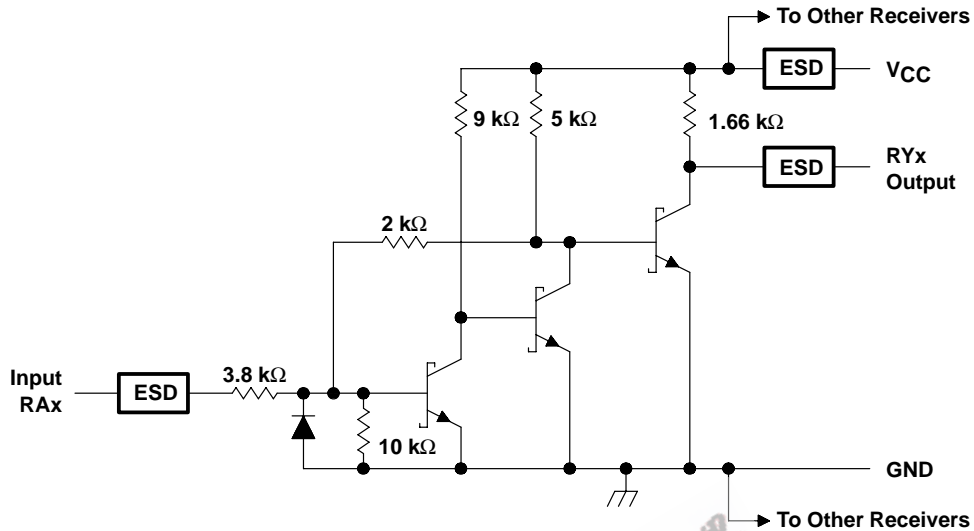 To Other Receivers
ESD
VCC
9 kΩ
5 kΩ
1.66 kΩ
ESD
RYx
Output
2 kΩ
Input
RAx
ESD
3.8 kΩ
10 kΩ
GND
To Other Receivers